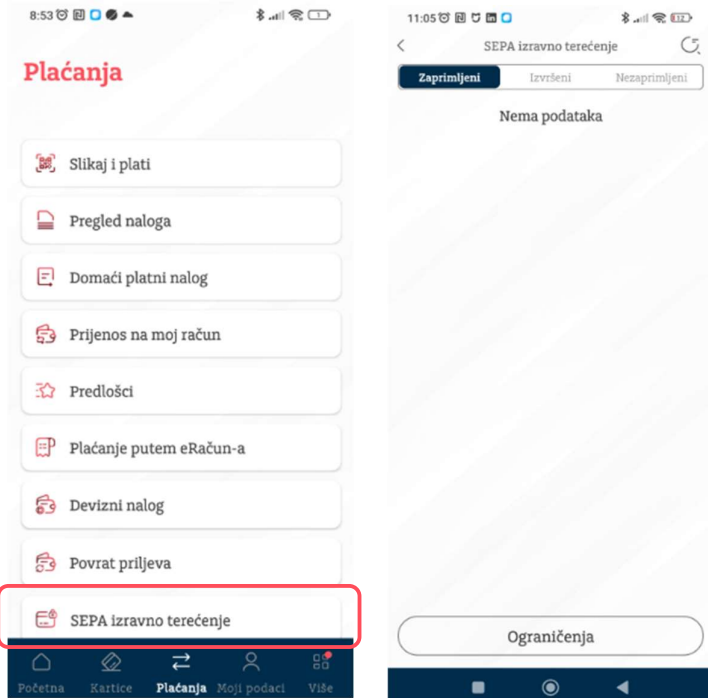 8:53
Plaćanja
Slikaj i plati
Pregled naloga
Domaći platni nalog
Prijenos na moj račun
Predlošci
Plaćanje putem eRačun-a
Devizni nalog
Povrat priljeva
SEPA izravno terećenje
Početna Kartice Plaćanja Moji podaci Više
11:05
SEPA izravno terećenje
Zaprimljeni Izvršeni Nezaprimljeni
Nema podataka
Ograničenja